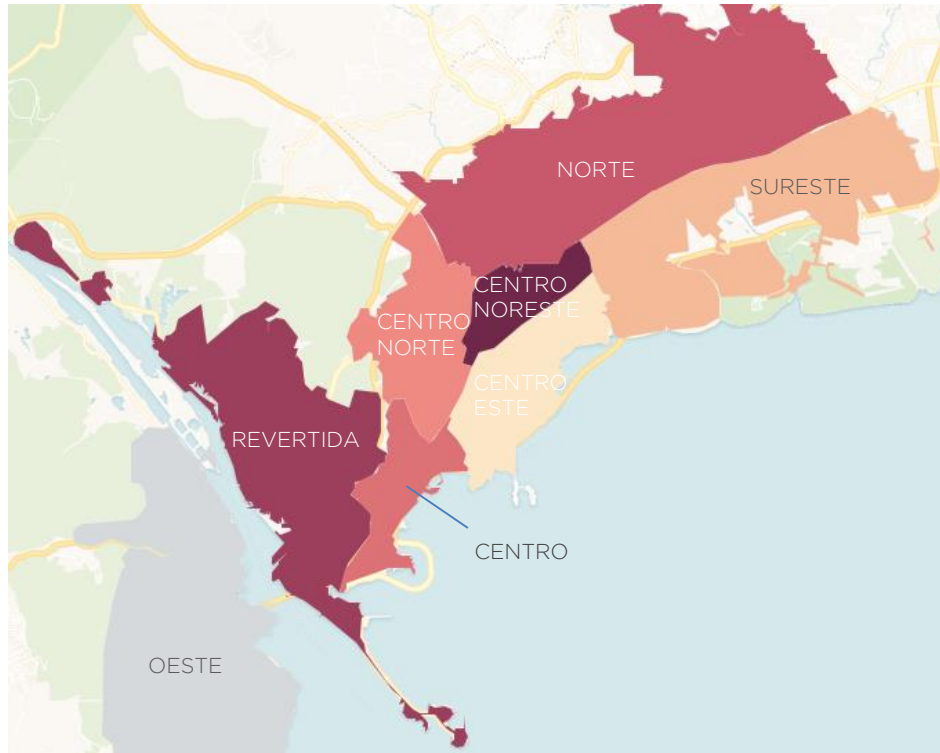 NORTE
SURESTE
CENTRO
NORESTE
CENTRO
NORTE
CENTRO
ESTE
REVERTIDA
CENTRO
OESTE